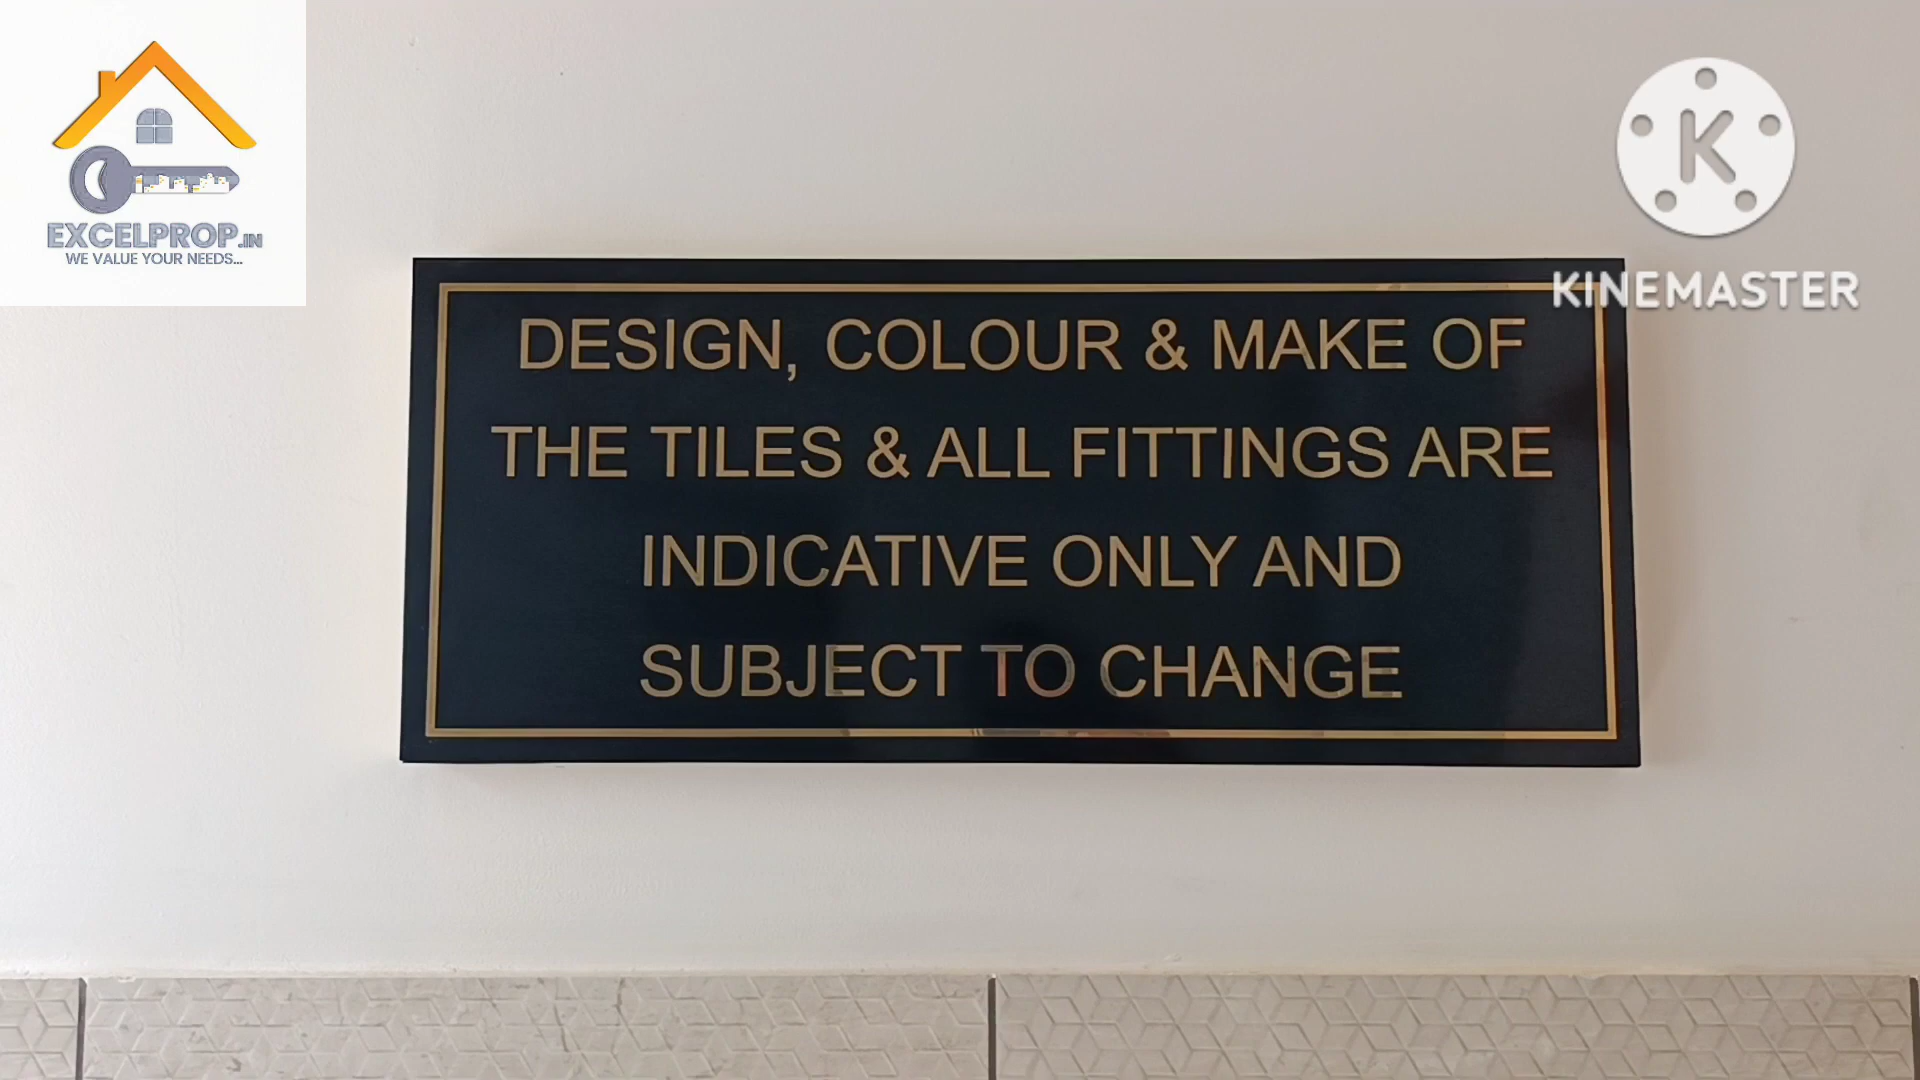 EXCELPROP.IN
WE VALUE YOUR NEEDS...
K
KINEMASTER
DESIGN, COLOUR & MAKE OF
THE TILES & ALL FITTINGS ARE
INDICATIVE ONLY AND
SUBJECT TO CHANGE